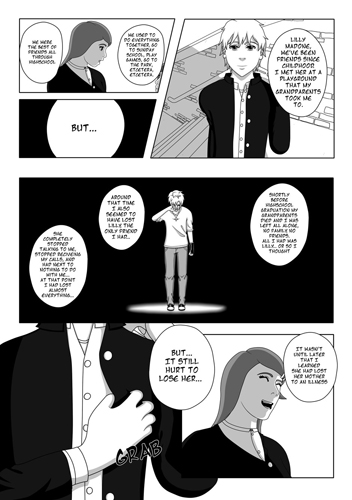 LILLY
MADONE,
WE'VE BEEN
FRIENDS SINCE
CHILDHOOD
I MET HER AT A
PLAYGROUND
THAT MY
GRANDPARENTS
TOOK ME
TO.
WE USED TO
DO EVERYTHING
TOGETHER, GO TO
SUNDAY
SCHOOL, PLAY
GAMES, GO TO
THE PARK,
ETCETERA,
ETCETERA.
WE WERE
THE BEST OF
FRIENDS ALL
THROUGH
HIGHSCHOOL
BUT...
SHORTLY
BEFORE
HIGHSCHOOL
GRADUATION MY
GRANDPARENTS
DIED AND I WAS
LEFT ALL ALONE,
NO FAMILY NO
FRIENDS.
ALL I HAD WAS
LILLY... OR SO I
THOUGHT
AROUND
THAT TIME
I ALSO
SEEMED TO
HAVE LOST
LILLY, THE ONLY
FRIEND I
HAD...
SHE
COMPLETELY
STOPPED
TALKING TO ME,
STOPPED RECEIVING
MY CALLS, AND
HAD NEXT TO
NOTHING TO DO
WITH ME...
AT THAT POINT
I HAD LOST
ALMOST
EVERYTHING...
IT WASN'T
UNTIL LATER
THAT I
LEARNED
SHE HAD LOST
HER MOTHER
TO AN ILLNESS
BUT...
IT STILL
HURT TO
LOSE HER...
GRAB